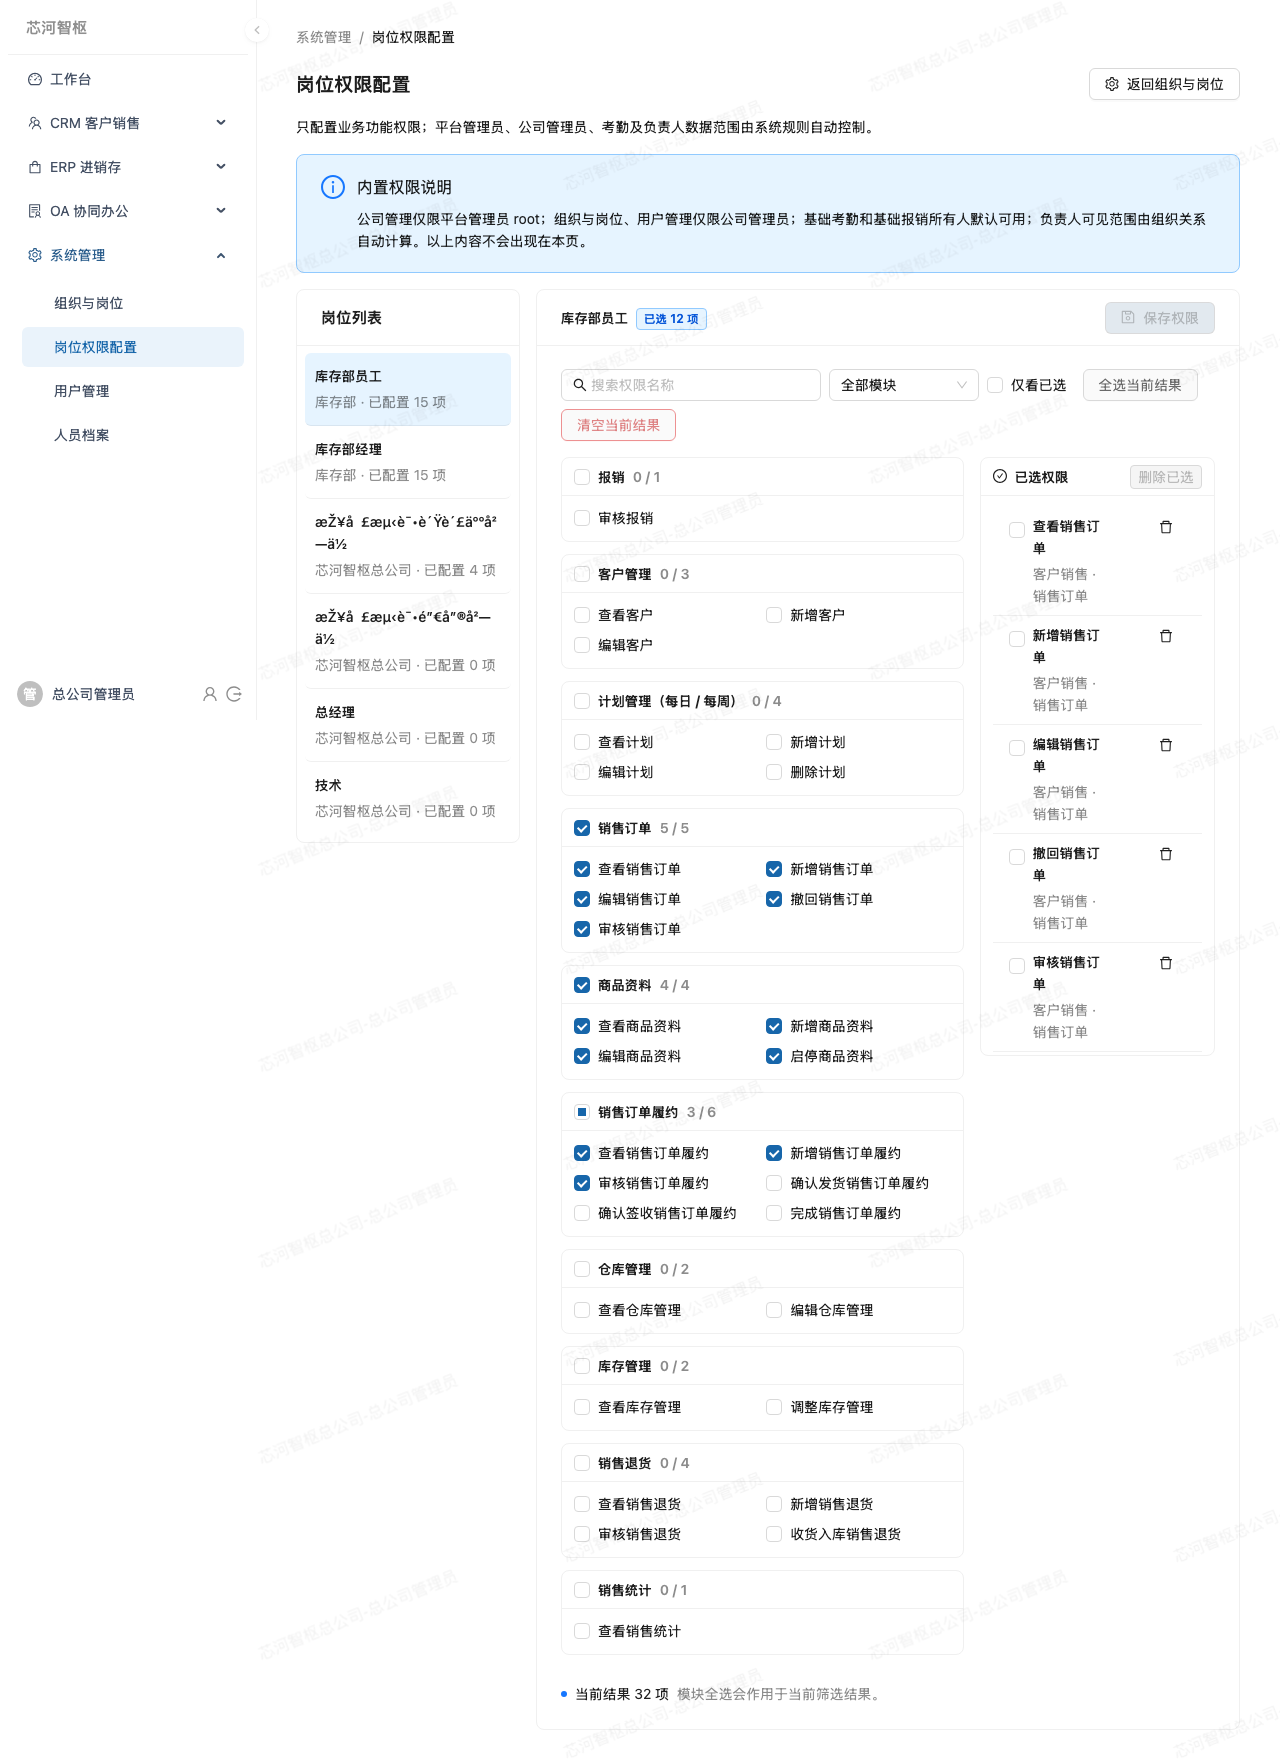 芯河智枢
工作台
CRM 客户销售
ERP 进销存
OA 协同办公
系统管理
组织与岗位
岗位权限配置
用户管理
人员档案
管 总公司管理员
系统管理 / 岗位权限配置
岗位权限配置
返回组织与岗位
只配置业务功能权限；平台管理员、公司管理员、考勤及负责人数据范围由系统规则自动控制。
内置权限说明
公司管理仅限平台管理员 root；组织与岗位、用户管理仅限公司管理员；基础考勤和基础报销所有人默认可用；负责人可见范围由组织关系
自动计算。以上内容不会出现在本页。
岗位列表
库存部员工
库存部 · 已配置 15 项
库存部经理
库存部 · 已配置 15 项
æŽ¥å £æµ‹è¯•è´Ÿè´£äººå²
—ä½
芯河智枢总公司 · 已配置 4 项
æŽ¥å £æµ‹è¯•é”€å”®å²—
ä½
芯河智枢总公司 · 已配置 0 项
总经理
芯河智枢总公司 · 已配置 0 项
技术
芯河智枢总公司 · 已配置 0 项
库存部员工 已选 12 项
保存权限
搜索权限名称
全部模块
仅看已选
全选当前结果
清空当前结果
报销 0 / 1
审核报销
客户管理 0 / 3
查看客户 新增客户
编辑客户
计划管理（每日 / 每周） 0 / 4
查看计划 新增计划
编辑计划 删除计划
销售订单 5 / 5
查看销售订单 新增销售订单
编辑销售订单 撤回销售订单
审核销售订单
商品资料 4 / 4
查看商品资料 新增商品资料
编辑商品资料 启停商品资料
销售订单履约 3 / 6
查看销售订单履约 新增销售订单履约
审核销售订单履约 确认发货销售订单履约
确认签收销售订单履约 完成销售订单履约
仓库管理 0 / 2
查看仓库管理 编辑仓库管理
库存管理 0 / 2
查看库存管理 调整库存管理
销售退货 0 / 4
查看销售退货 新增销售退货
审核销售退货 收货入库销售退货
销售统计 0 / 1
查看销售统计
当前结果 32 项 模块全选会作用于当前筛选结果。
已选权限 删除已选
查看销售订
单
客户销售 ·
销售订单
新增销售订
单
客户销售 ·
销售订单
编辑销售订
单
客户销售 ·
销售订单
撤回销售订
单
客户销售 ·
销售订单
审核销售订
单
客户销售 ·
销售订单
芯河智枢总公司-总公司管理员